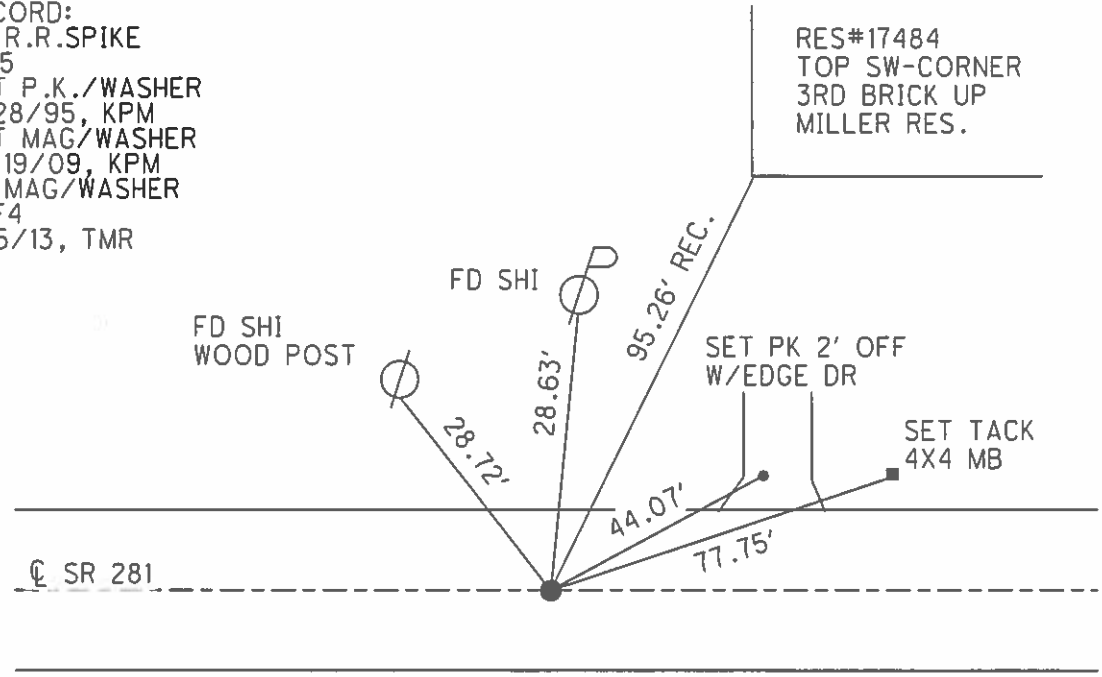 CORD:
R.R.SPIKE
5
T P.K./WASHER
28/95, KPM
T MAG/WASHER
19/09, KPM
MAG/WASHER
F4
5/13, TMR
RES#17484
TOP SW-CORNER
3RD BRICK UP
MILLER RES.
FD SHI
FD SHI
WOOD POST
95.26' REC.
28.63'
28.72'
SET PK 2' OFF
W/EDGE DR
SET TACK
4X4 MB
44.07'
77.75'
℄ SR 281